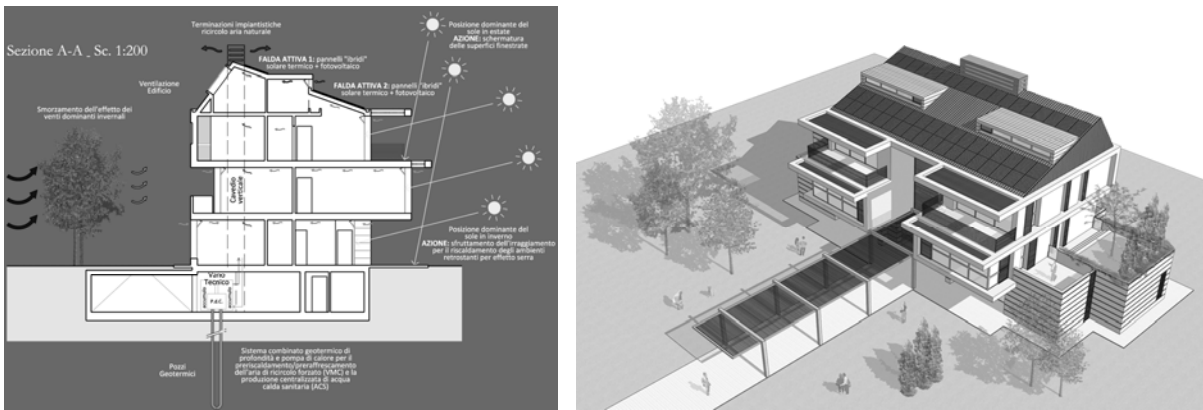 Terminazioni impiantistiche
ricircolo aria naturale
Sezione A-A _ Sc. 1:200
Posizione dominante del
sole in estate
AZIONE: schermatura
delle superfici finestrate
FALDA ATTIVA 1: pannelli "ibridi"
solare termico + fotovoltaico
Ventilazione
Edificio
FALDA ATTIVA 2: pannelli "ibridi"
solare termico + fotovoltaico
Smorzamento dell'effetto dei
venti dominanti invernali
Cavedio
verticale
Posizione dominante del
sole in inverno
AZIONE: sfruttamento dell'irraggiamento
per il riscaldamento degli ambienti
retrostanti per effetto serra
Vano
Tecnico
P.d.C.
Pozzi
Geotermici
Sistema combinato geotermico di
profondità e pompa di calore per il
preriscaldamento/preraffrescamento
dell'aria di ricircolo forzato (VMC) e la
produzione centralizzata di acqua
calda sanitaria (ACS)